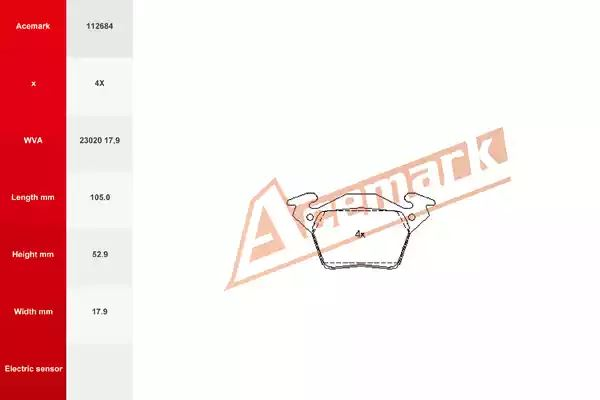 Acemark 112684
x 4X
WVA 23020 17,9
Length mm 105.0
Height mm 52.9
Width mm 17.9
Electric sensor
Acemark
4x